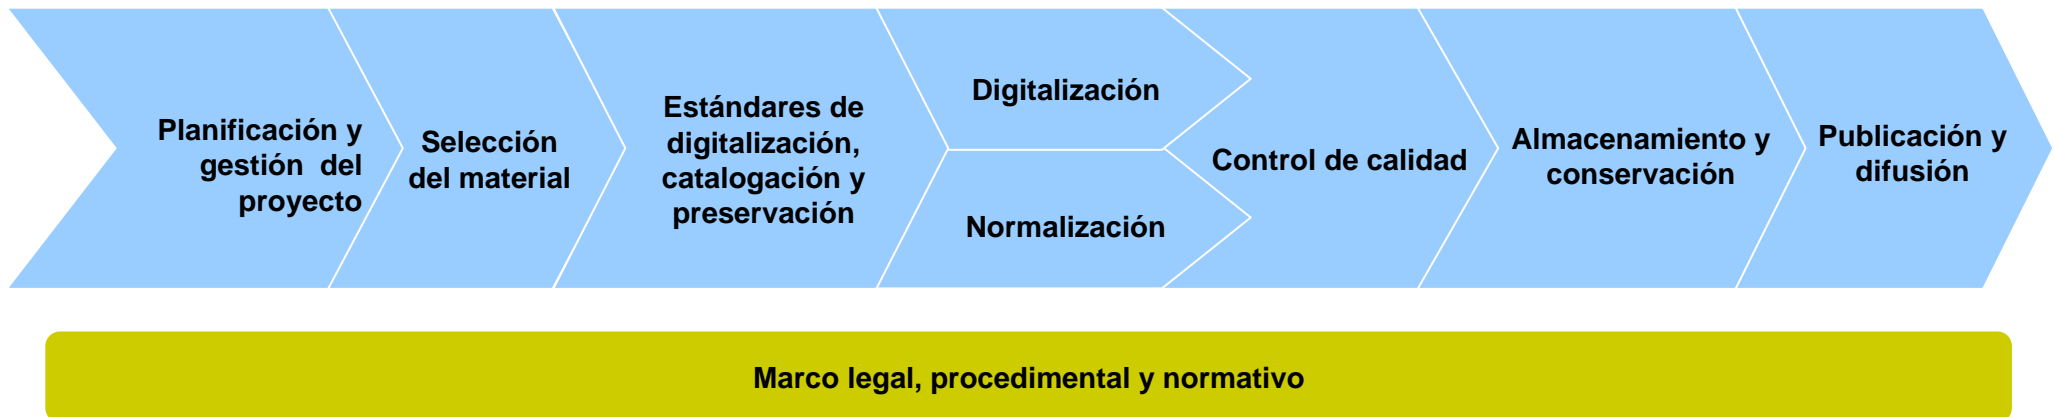 Planificación y
gestión  del
proyecto
Selección
del material
Estándares de
digitalización,
catalogación y
preservación
Digitalización
Normalización
Control de calidad
Almacenamiento y
conservación
Publicación y
difusión
Marco legal, procedimental y normativo